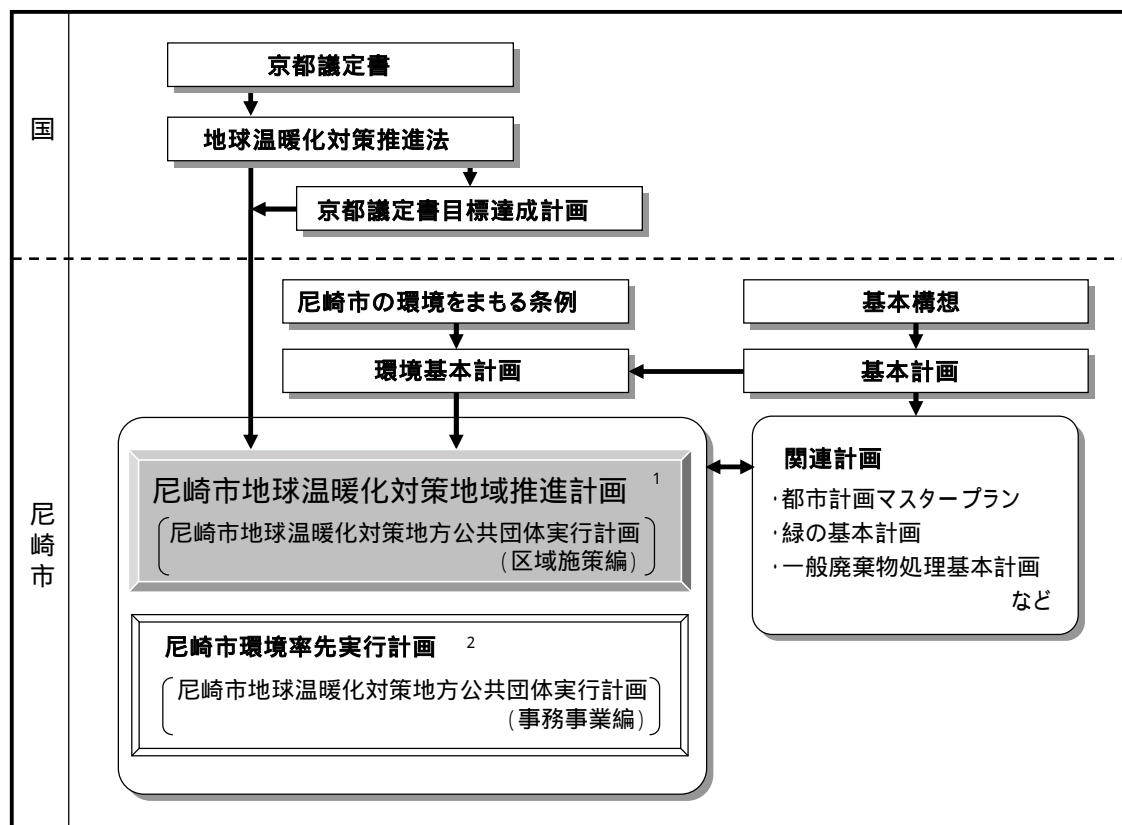 国
京都議定書
地球温暖化対策推進法
京都議定書目標達成計画
尼崎市
尼崎市の環境をまもる条例
基本構想
環境基本計画
基本計画
尼崎市地球温暖化対策地域推進計画 1
尼崎市地球温暖化対策地方公共団体実行計画
(区域施策編)
尼崎市環境率先実行計画 2
尼崎市地球温暖化対策地方公共団体実行計画
(事務事業編)
関連計画
・都市計画マスタープラン
・緑の基本計画
・一般廃棄物処理基本計画
など